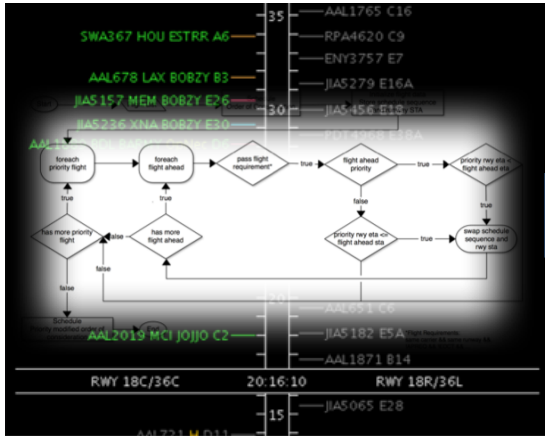 35
AAL1765 C16
SWA367 HOU ESTRR A6
RPA4620 C9
ENY3757 E7
AAL678 LAX BOBZY B3
JIA5279 E16A
JIA5157 MEM BOBZY E26
30
JIA5236 XNA BOBZY E30
foreach
priority flight
foreach
flight ahead
pass flight
requirement*
true
flight ahead
priority
true
priority rwy eta <
flight ahead eta
true
true
false
true
has more priority
flight
false
has more
flight ahead
priority rwy eta <=
flight ahead sta
true
swap schedule
sequence and
rwy sta
false
false
Schedule
AAL651 C6
AAL2019 MCI JOJJO C2
JIA5182 E5A
AAL1871 B14
RWY 18C/36C
20:16:10
RWY 18R/36L
JIA5065 E28
15